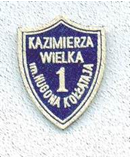 KAZIMIERZA
WIELKA
1
im. HUGONA KOŁŁĄTAJA